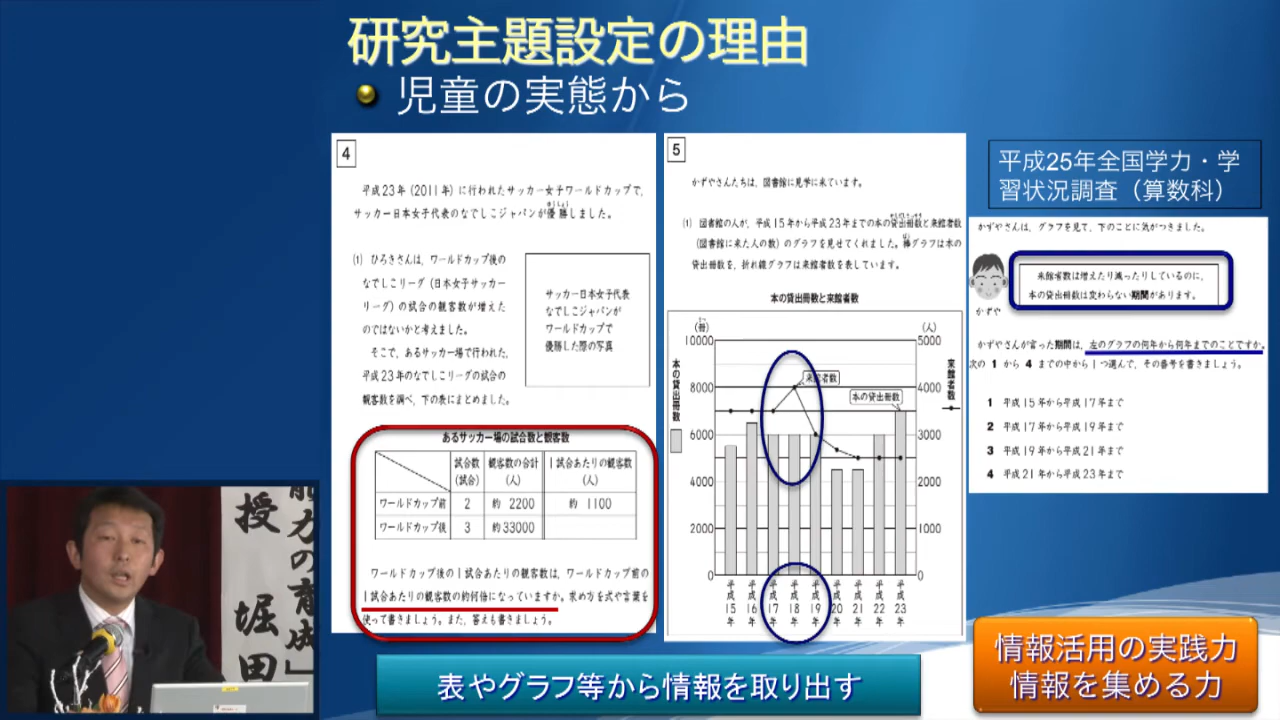 研究主題設定の理由
児童の実態から
4
平成23年(2011年)に行われたサッカー女子ワールドカップで、
サッカー日本女子代表のなでしこジャパンが優勝しました。
(1) ひろきさんは、ワールドカップ後の
なでしこリーグ(日本女子サッカー
リーグ)の試合の観客数が増えた
のではないかと考えました。
そこで、あるサッカー場で行われた、
平成23年のなでしこリーグの試合の
観客数を調べ、下の表にまとめました。
サッカー日本女子代表
なでしこジャパンが
ワールドカップで
優勝した際の写真
あるサッカー場の試合数と観客数
試合数(試合) 観客数の合計(人) 1試合あたりの観客数(人)
ワールドカップ前 2 約 2200 約 1100
ワールドカップ後 3 約33000
ワールドカップ後の1試合あたりの観客数は、ワールドカップ前の
1試合あたりの観客数の約何倍になっていますか。求め方を式や言葉を
使って書きましょう。また、答えも書きましょう。
5
かずやさんたちは、図書館に見学に来ています。
(1) 図書館の人が、平成15年から平成23年までの本の貸出冊数と来館者数
(図書館に来た人の数)のグラフを見せてくれました。棒グラフは本の
貸出冊数を、折れ線グラフは来館者数を表しています。
本の貸出冊数と来館者数
(冊) (人)
10000 5000
8000 4000
6000 3000
4000 2000
2000 1000
0 0
本の貸出冊数
来館者数
来館者数
本の貸出冊数
平成15年 平成16年 平成17年 平成18年 平成19年 平成20年 平成21年 平成22年 平成23年
平成25年全国学力・学
習状況調査(算数科)
かずやさんは、グラフを見て、下のことに気がつきました。
来館者数は増えたり減ったりしているのに、
本の貸出冊数は変わらない期間があります。
かずや
かずやさんが言った期間は、左のグラフの何年から何年までのことですか。
次の 1 から 4 までの中から1つ選んで、その番号を書きましょう。
1 平成15年から平成17年まで
2 平成17年から平成19年まで
3 平成19年から平成21年まで
4 平成21年から平成23年まで
表やグラフ等から情報を取り出す
情報活用の実践力
情報を集める力
力の育成」
授 堀田